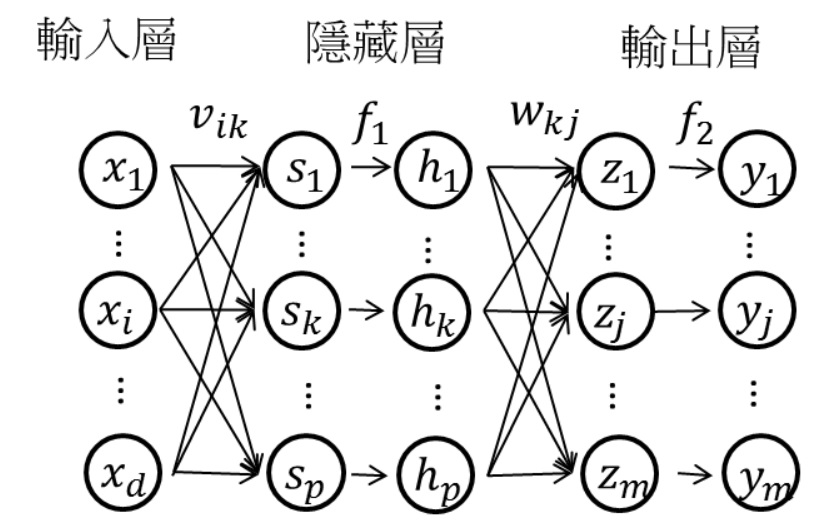 輸入層 隱藏層 輸出層
v_{ik} f_1 w_{kj} f_2
x_1 s_1 h_1 z_1 y_1
⋮ ⋮ ⋮ ⋮ ⋮
x_i s_k h_k z_j y_j
⋮ ⋮ ⋮ ⋮ ⋮
x_d s_p h_p z_m y_m